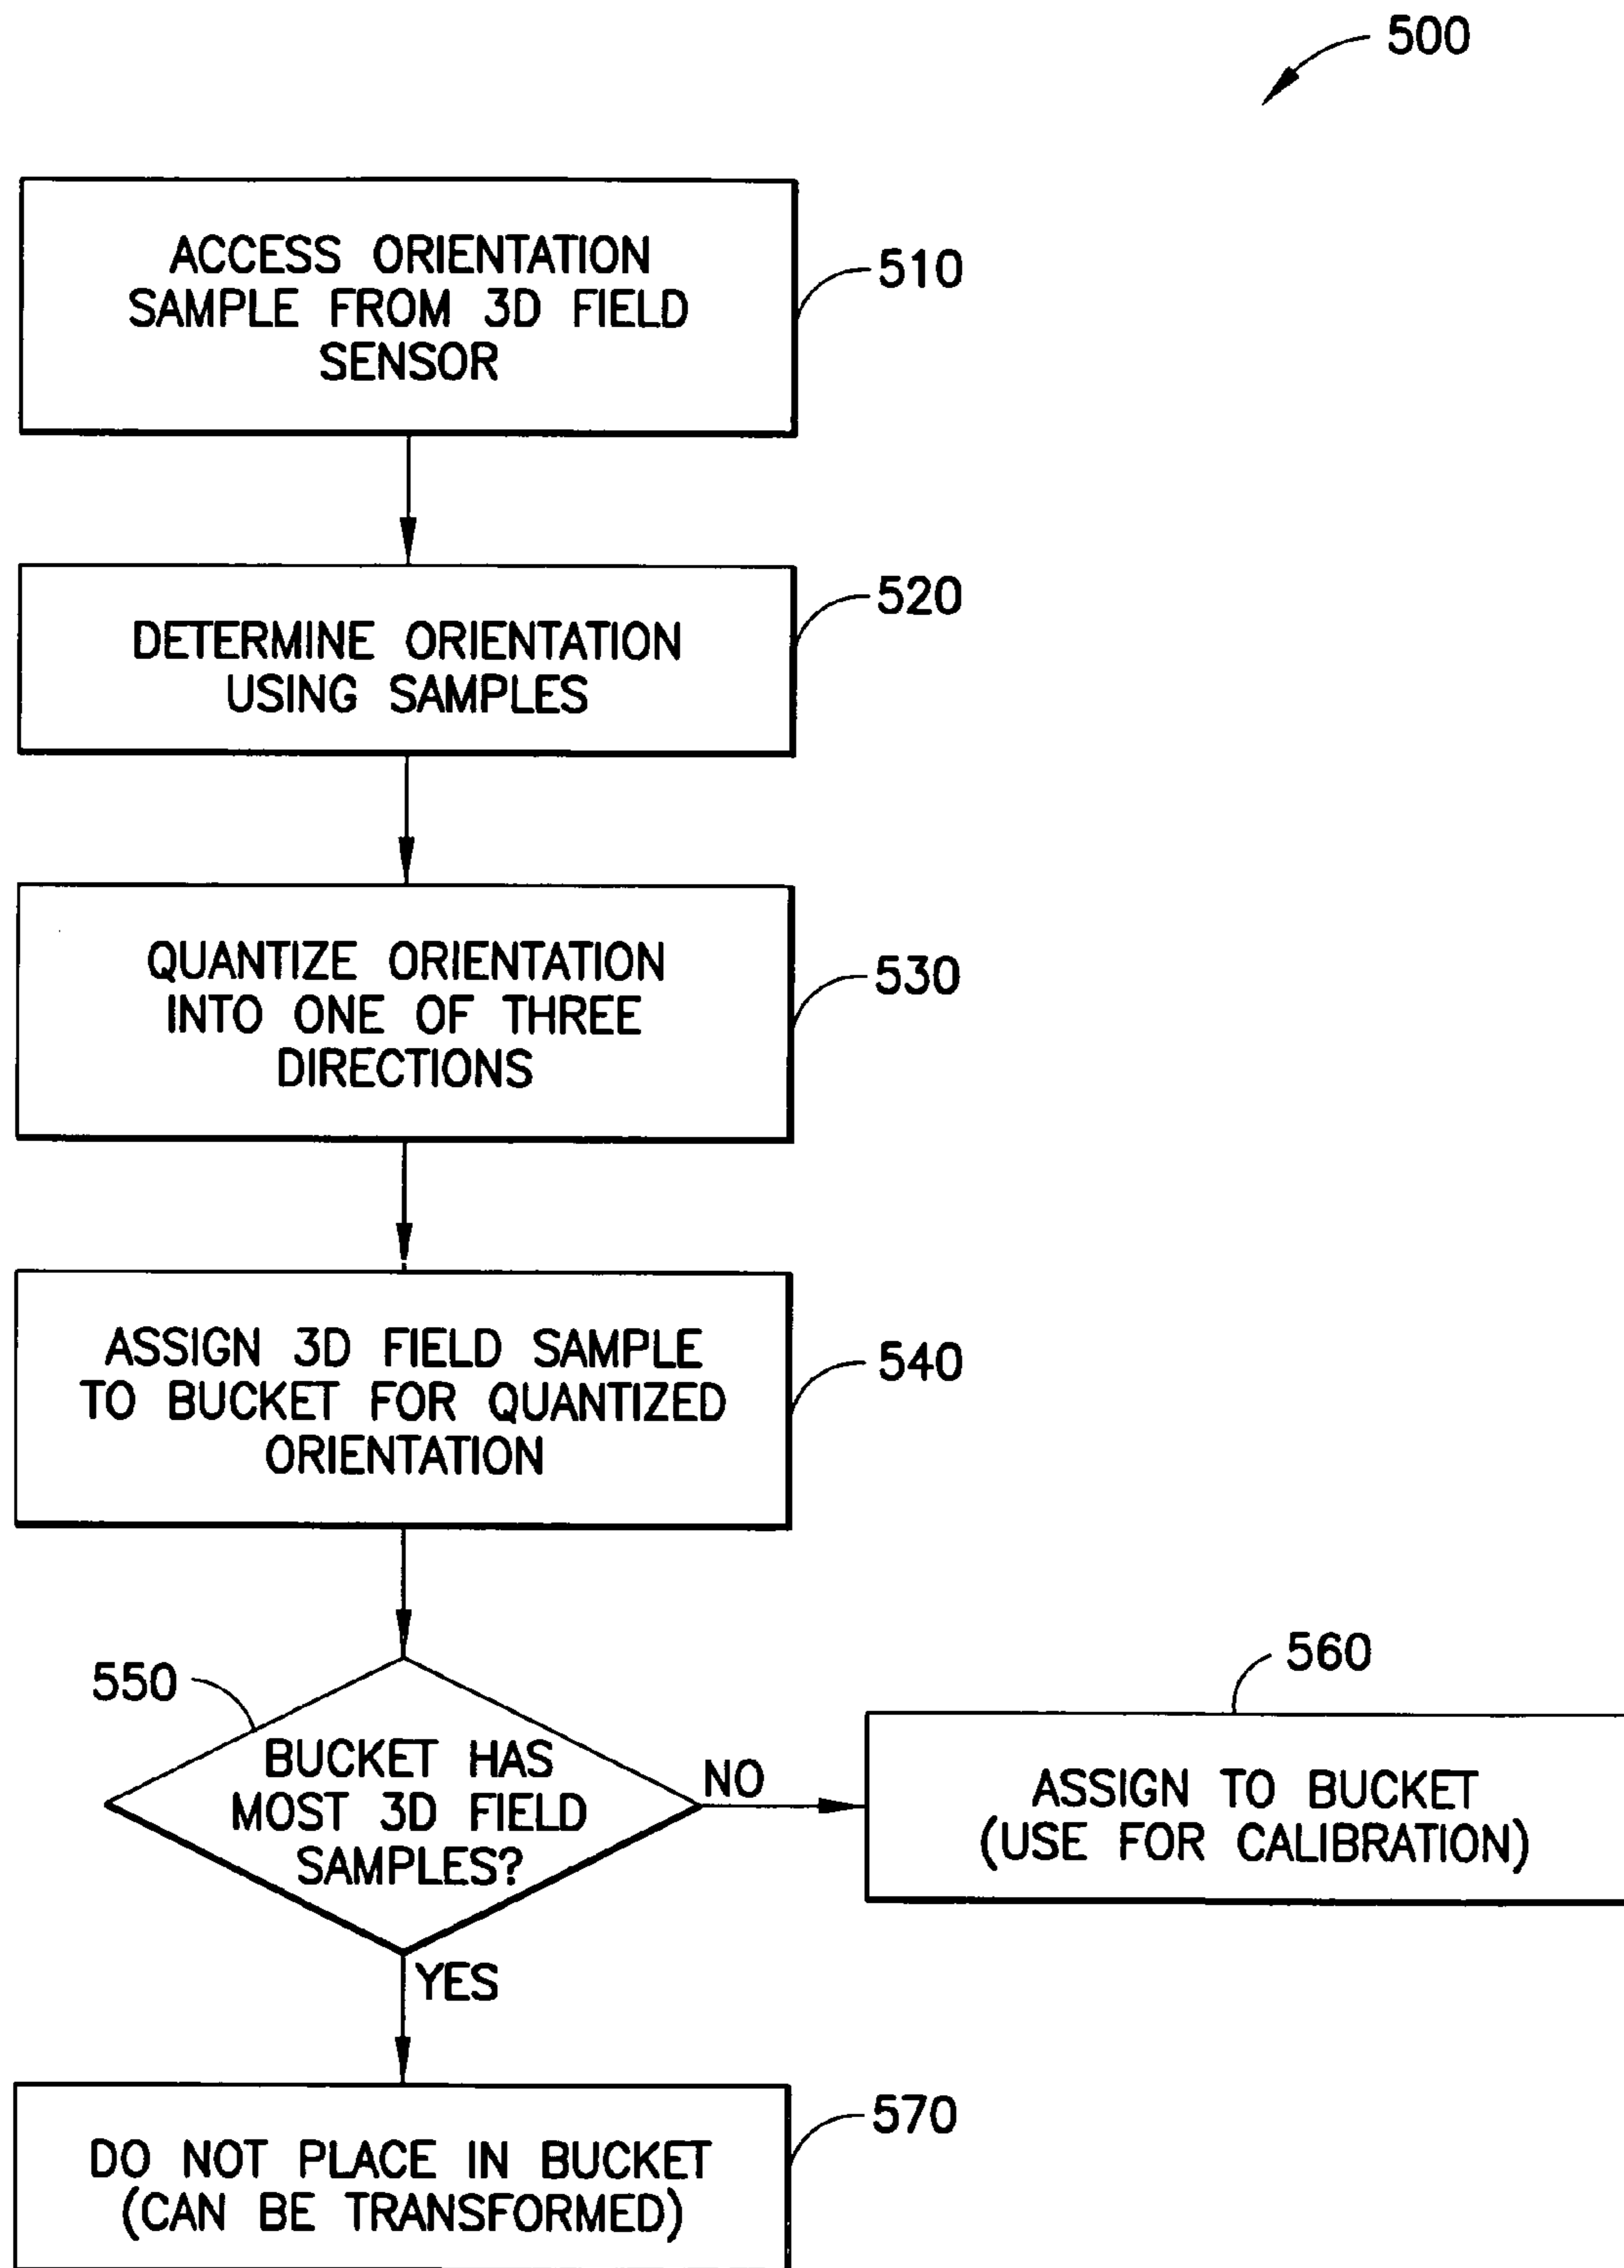 500
ACCESS ORIENTATION
SAMPLE FROM 3D FIELD
SENSOR
510
DETERMINE ORIENTATION
USING SAMPLES
520
QUANTIZE ORIENTATION
INTO ONE OF THREE
DIRECTIONS
530
ASSIGN 3D FIELD SAMPLE
TO BUCKET FOR QUANTIZED
ORIENTATION
540
550
BUCKET HAS
MOST 3D FIELD
SAMPLES?
NO
560
ASSIGN TO BUCKET
(USE FOR CALIBRATION)
YES
DO NOT PLACE IN BUCKET
(CAN BE TRANSFORMED)
570